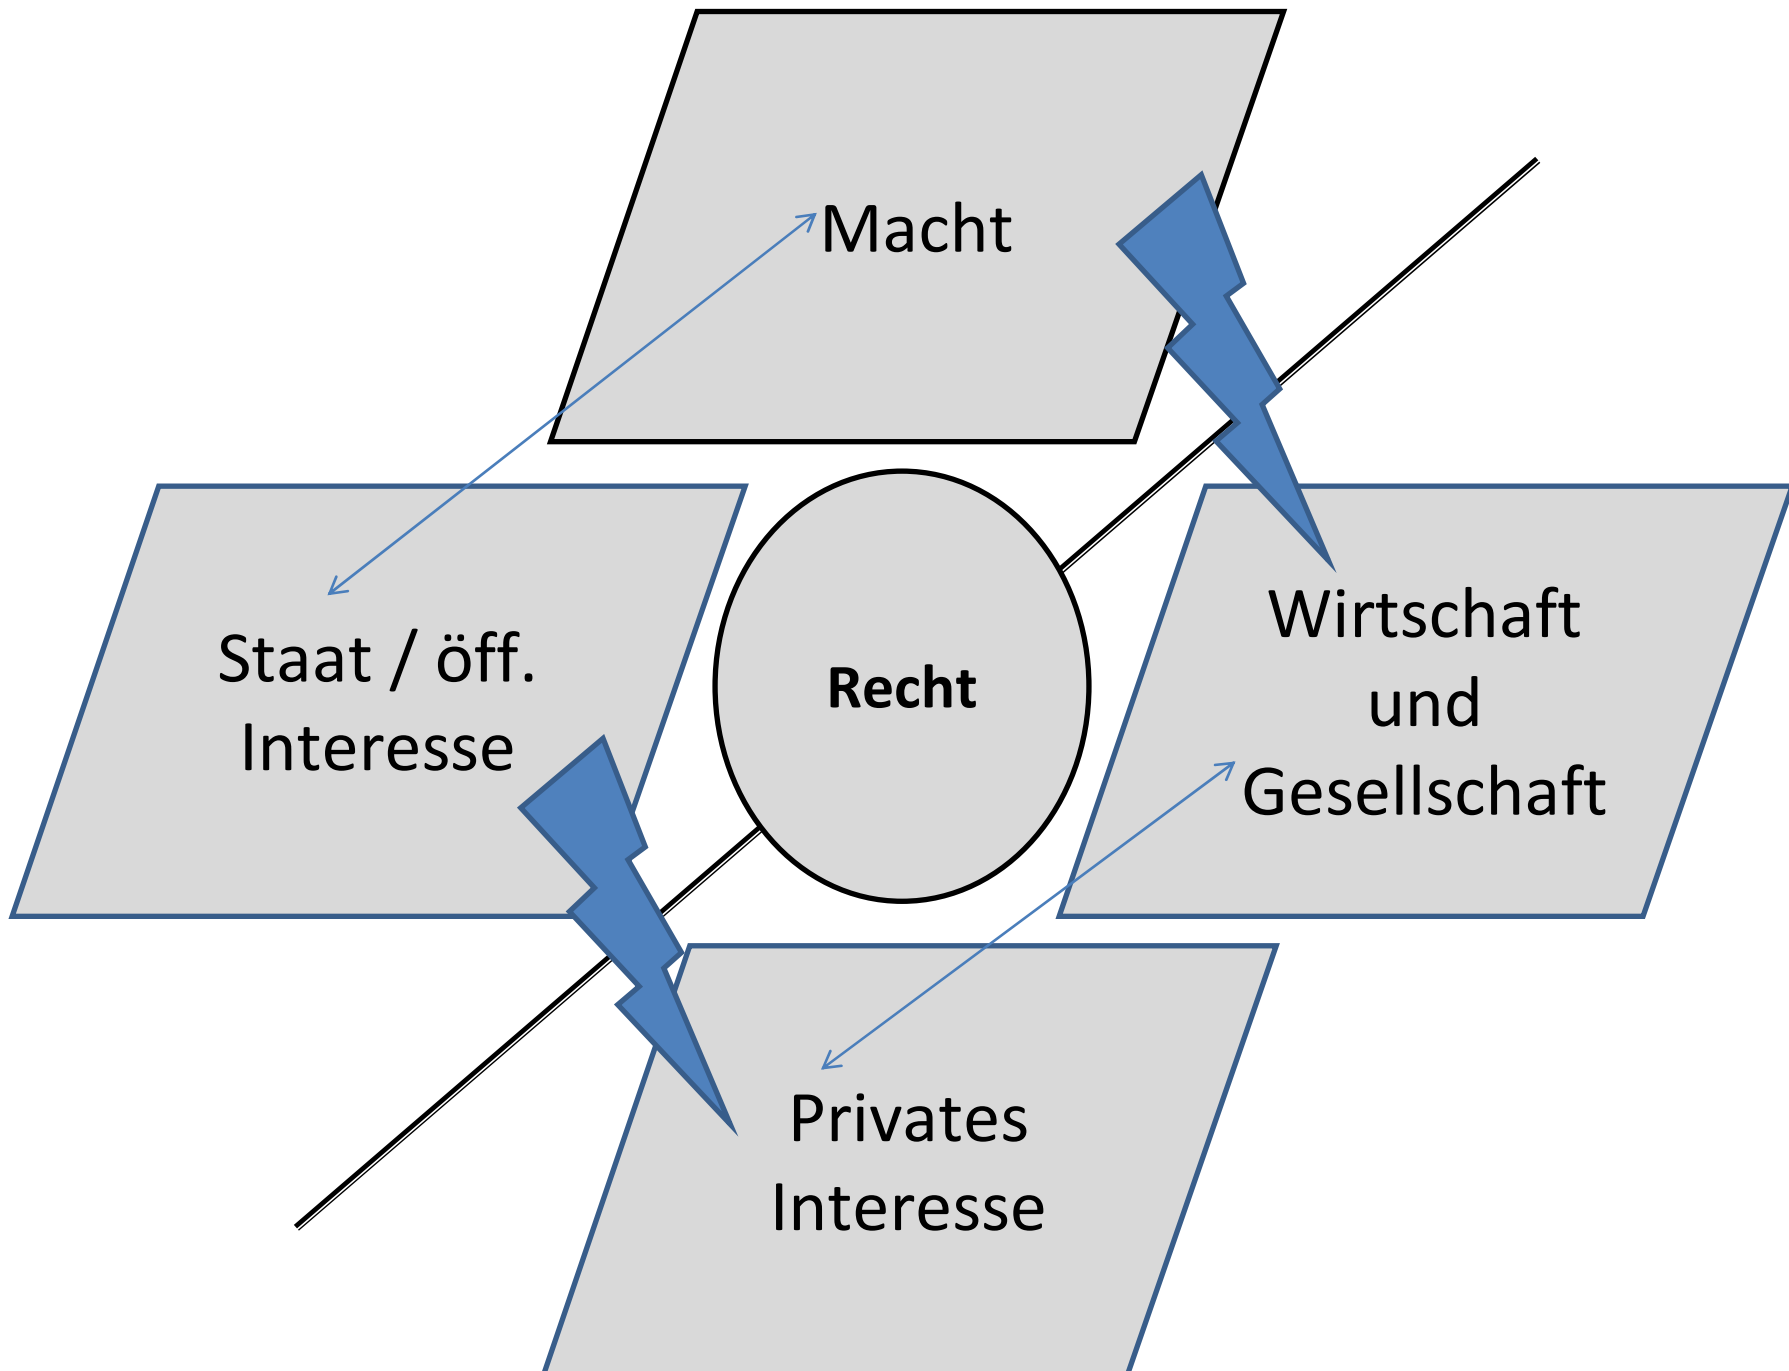 Macht
Staat / öff.
Interesse
Recht
Wirtschaft
und
Gesellschaft
Privates
Interesse